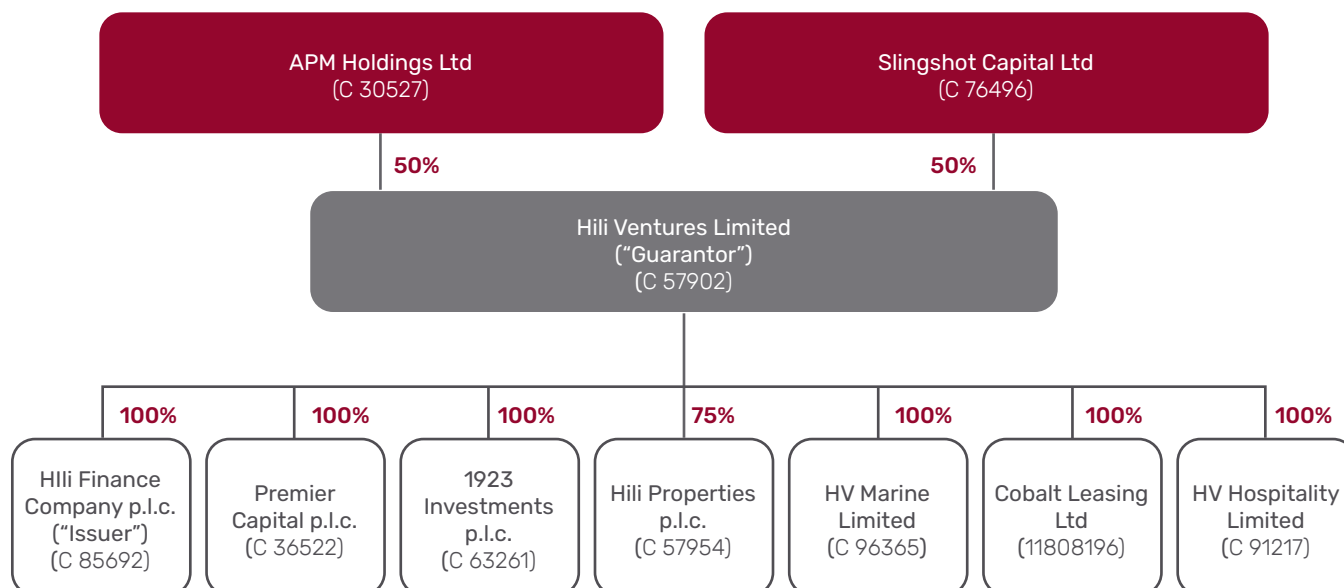 APM Holdings Ltd
(C 30527)
Slingshot Capital Ltd
(C 76496)
50%
50%
Hili Ventures Limited
(“Guarantor”)
(C 57902)
100%
100%
100%
75%
100%
100%
100%
HIli Finance
Company p.l.c.
(“Issuer”)
(C 85692)
Premier
Capital p.l.c.
(C 36522)
1923
Investments
p.l.c.
(C 63261)
Hili Properties
p.l.c.
(C 57954)
HV Marine
Limited
(C 96365)
Cobalt Leasing
Ltd
(11808196)
HV Hospitality
Limited
(C 91217)